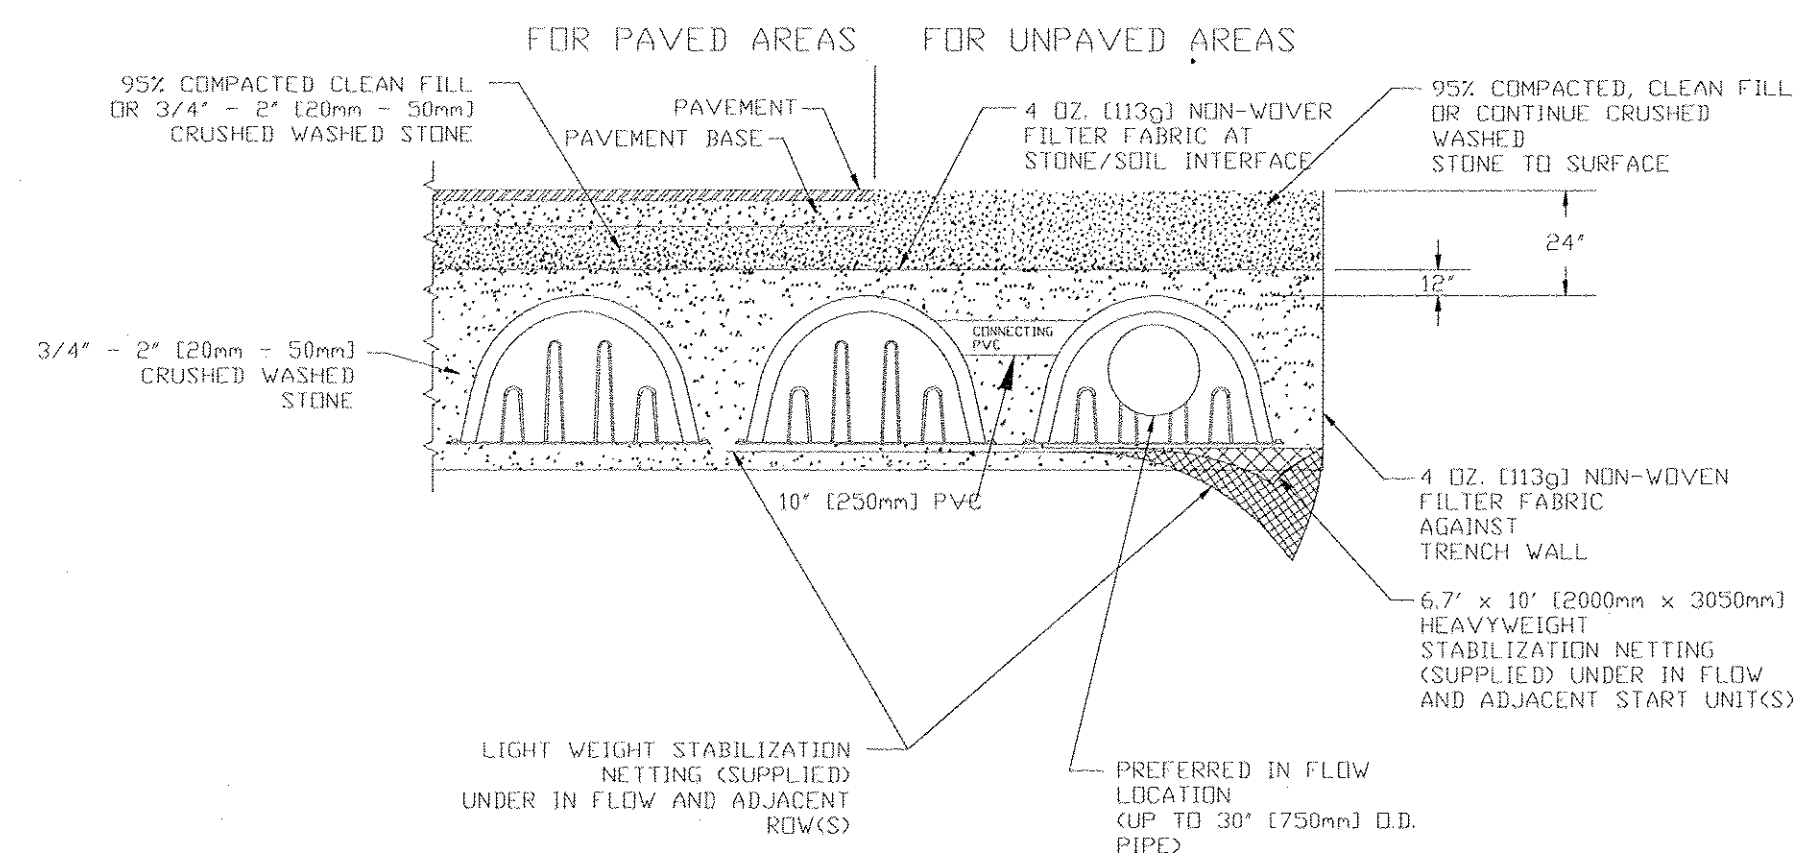 FOR PAVED AREAS
FOR UNPAVED AREAS
95% COMPACTED CLEAN FILL
OR 3/4" - 2" [20mm - 50mm]
CRUSHED WASHED STONE
PAVEMENT
PAVEMENT BASE
4 OZ. [113g] NON-WOVER
FILTER FABRIC AT
STONE/SOIL INTERFACE
95% COMPACTED, CLEAN FILL
OR CONTINUE CRUSHED
WASHED
STONE TO SURFACE
24"
12"
CONNECTING
PVC
3/4" - 2" [20mm - 50mm]
CRUSHED WASHED
STONE
10" [250mm] PVC
4 OZ. [113g] NON-WOVEN
FILTER FABRIC
AGAINST
TRENCH WALL
6.7' x 10' [2000mm x 3050mm]
HEAVYWEIGHT
STABILIZATION NETTING
(SUPPLIED) UNDER IN FLOW
AND ADJACENT START UNIT(S)
LIGHT WEIGHT STABILIZATION
NETTING (SUPPLIED)
UNDER IN FLOW AND ADJACENT
ROW(S)
PREFERRED IN FLOW
LOCATION
(UP TO 30" [750mm] O.D.
PIPE)